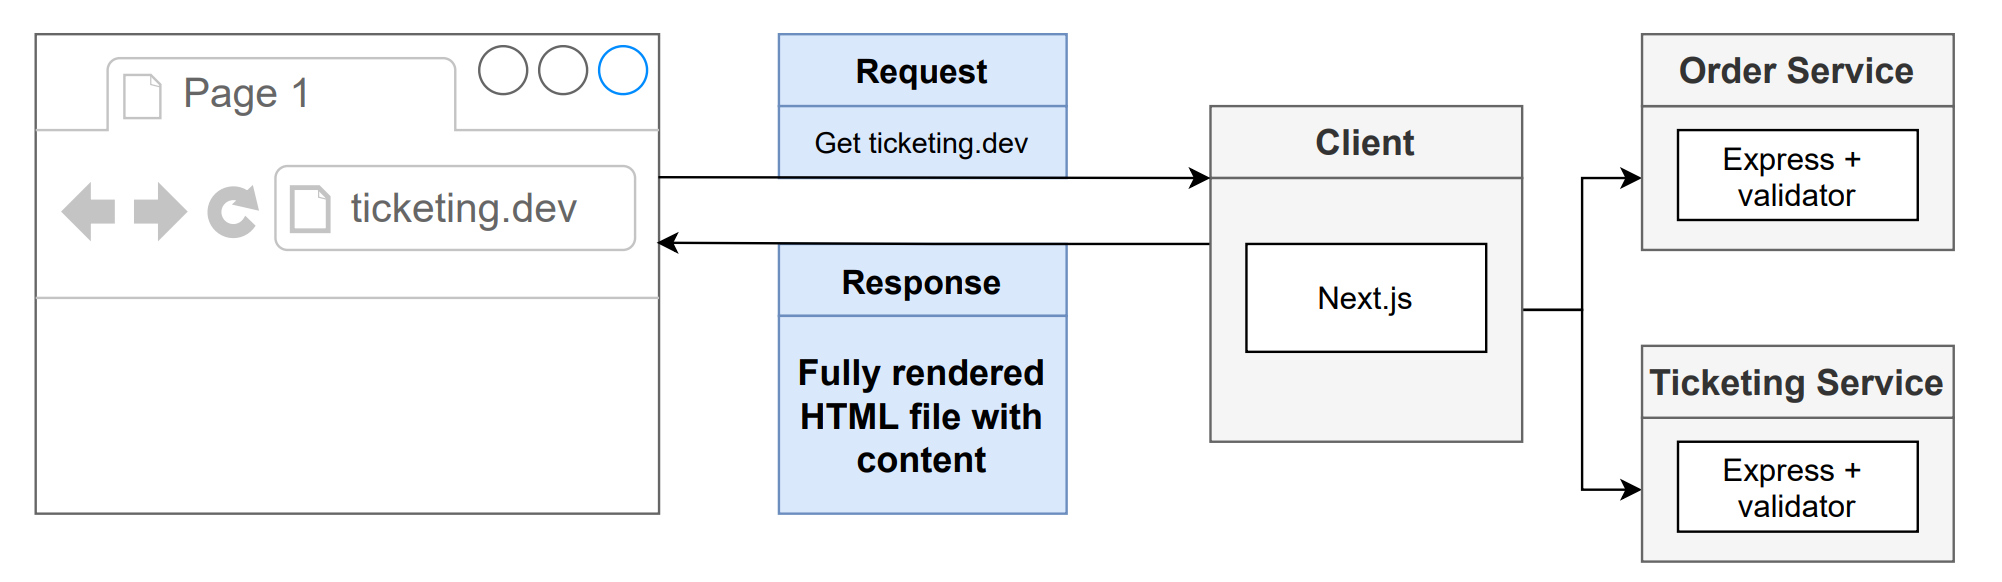 Page 1
ticketing.dev
Request
Get ticketing.dev
Response
Fully rendered
HTML file with
content
Client
Next.js
Order Service
Express +
validator
Ticketing Service
Express +
validator